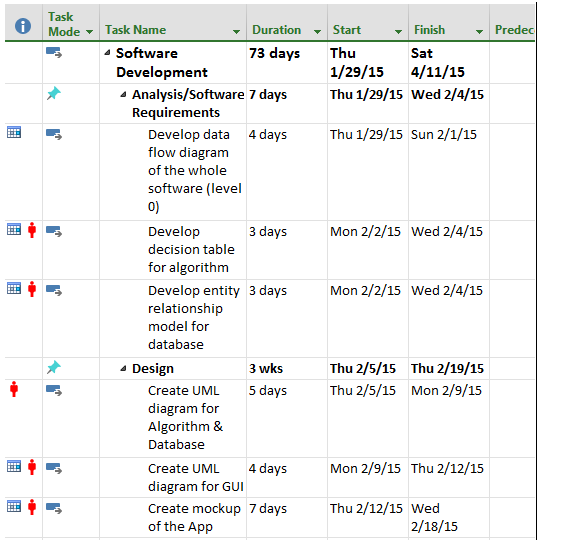 Task Mode Task Name Duration Start Finish Predec
Software Development 73 days Thu 1/29/15 Sat 4/11/15
Analysis/Software Requirements 7 days Thu 1/29/15 Wed 2/4/15
Develop data flow diagram of the whole software (level 0) 4 days Thu 1/29/15 Sun 2/1/15
Develop decision table for algorithm 3 days Mon 2/2/15 Wed 2/4/15
Develop entity relationship model for database 3 days Mon 2/2/15 Wed 2/4/15
Design 3 wks Thu 2/5/15 Thu 2/19/15
Create UML diagram for Algorithm & Database 5 days Thu 2/5/15 Mon 2/9/15
Create UML diagram for GUI 4 days Mon 2/9/15 Thu 2/12/15
Create mockup of the App 7 days Thu 2/12/15 Wed 2/18/15